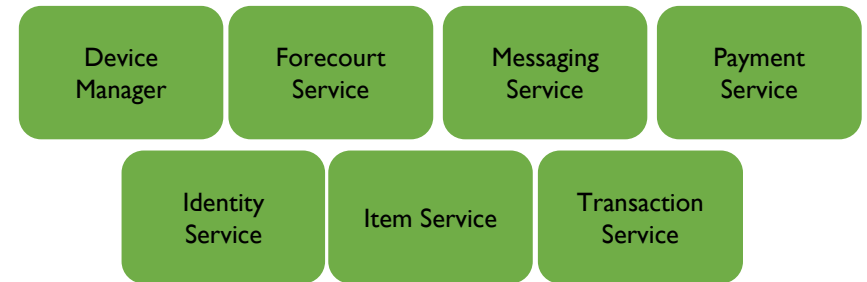 Device
Manager
Forecourt
Service
Messaging
Service
Payment
Service
Identity
Service
Item Service
Transaction
Service